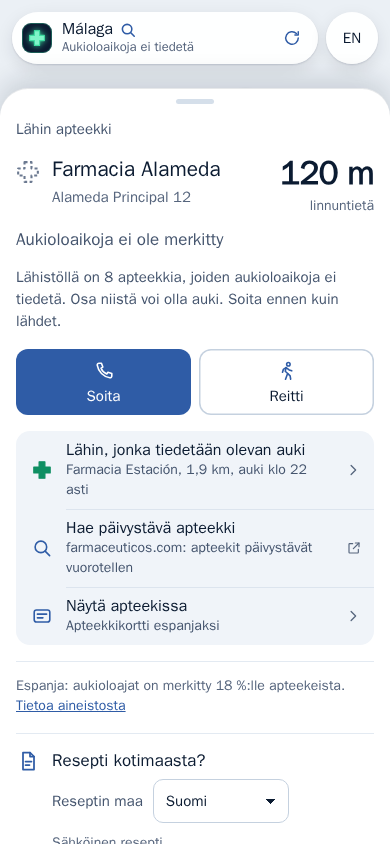 Málaga
Aukioloaikoja ei tiedetä
EN
Lähin apteekki
Farmacia Alameda
120 m
Alameda Principal 12
linnuntietä
Aukioloaikoja ei ole merkitty
Lähistöllä on 8 apteekkia, joiden aukioloaikoja ei
tiedetä. Osa niistä voi olla auki. Soita ennen kuin
lähdet.
Soita
Reitti
Lähin, jonka tiedetään olevan auki
Farmacia Estación, 1,9 km, auki klo 22
asti
Hae päivystävä apteekki
farmaceuticos.com: apteekit päivystävät
vuorotellen
Näytä apteekissa
Apteekkikortti espanjaksi
Espanja: aukioloajat on merkitty 18 %:lle apteekeista.
Tietoa aineistosta
Resepti kotimaasta?
Reseptin maa
Suomi
Sähköinen resepti